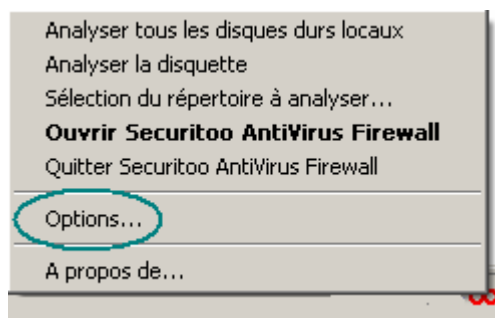 Analyser tous les disques durs locaux
Analyser la disquette
Sélection du répertoire à analyser...
Ouvrir Securitoo AntiVirus Firewall
Quitter Securitoo AntiVirus Firewall
Options...
A propos de...